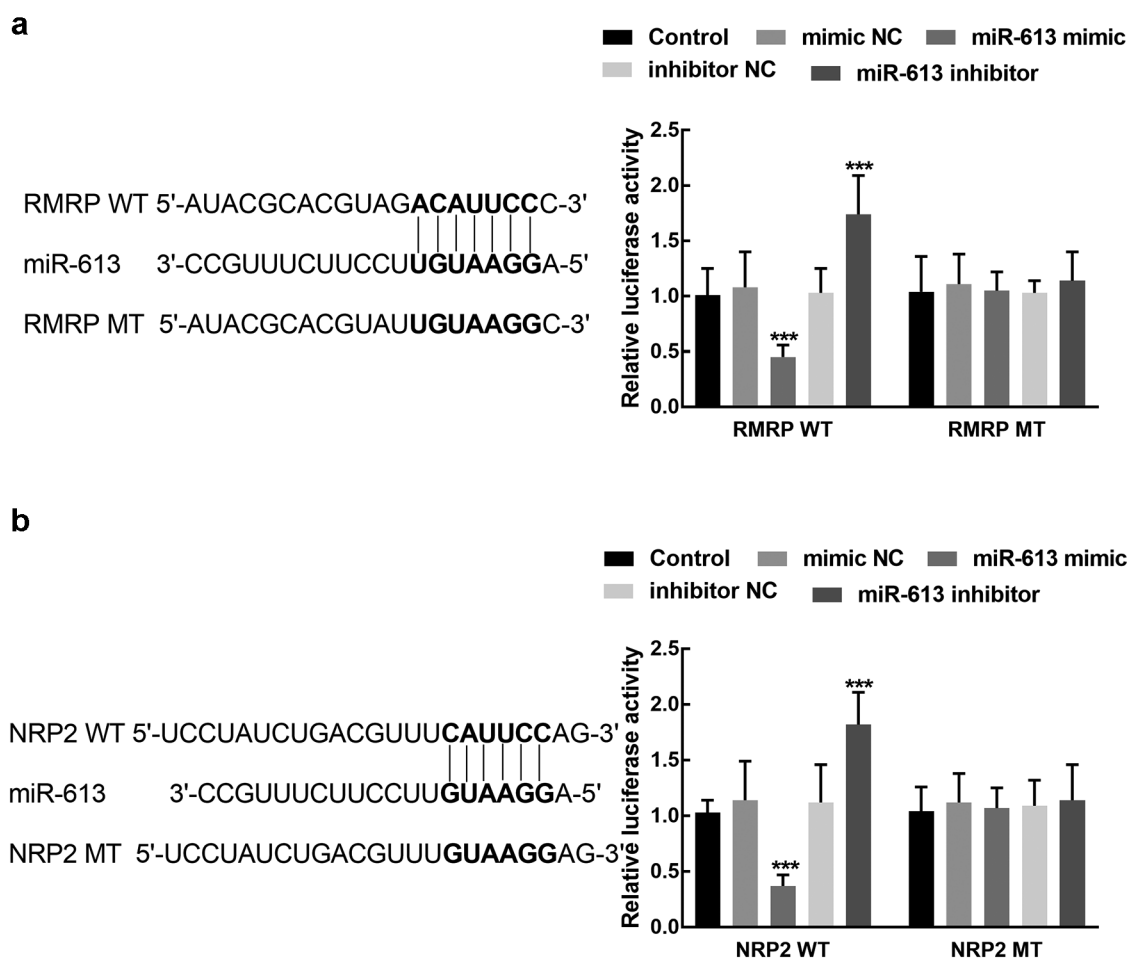 a
Control mimic NC miR-613 mimic
inhibitor NC miR-613 inhibitor
RMRP WT 5'-AUACGCACGUAGACAUUCCC-3'
miR-613 3'-CCGUUUCUUCCUUGUAAGGA-5'
RMRP MT 5'-AUACGCACGUAUUGUAAGGC-3'
Relative luciferase activity
2.5
2.0
1.5
1.0
0.5
0.0
***
***
RMRP WT RMRP MT
b
Control mimic NC miR-613 mimic
inhibitor NC miR-613 inhibitor
NRP2 WT 5'-UCCUAUCUGACGUUUCAUUCCAG-3'
miR-613 3'-CCGUUUCUUCCUUGUAAGGA-5'
NRP2 MT 5'-UCCUAUCUGACGUUUGUAAGGAG-3'
Relative luciferase activity
2.5
2.0
1.5
1.0
0.5
0.0
***
***
NRP2 WT NRP2 MT